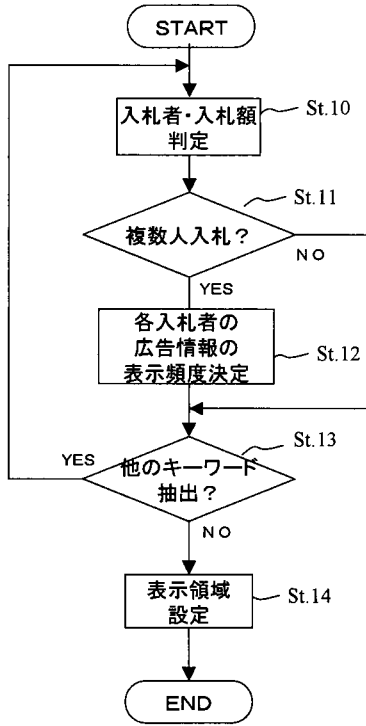 START
入札者・入札額
判定
St.10
St.11
複数人入札？
NO
YES
各入札者の
広告情報の
表示頻度決定
St.12
St.13
YES
他のキーワード
抽出？
NO
表示領域
設定
St.14
END